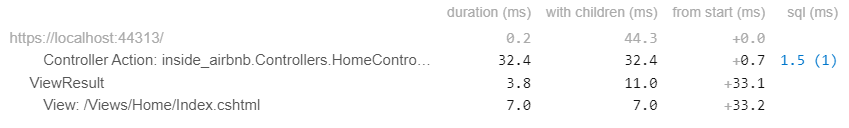 duration (ms) with children (ms) from start (ms) sql (ms)
https://localhost:44313/ 0.2 44.3 +0.0
Controller Action: inside_airbnb.Controllers.HomeContro… 32.4 32.4 +0.7 1.5 (1)
ViewResult 3.8 11.0 +33.1
View: /Views/Home/Index.cshtml 7.0 7.0 +33.2